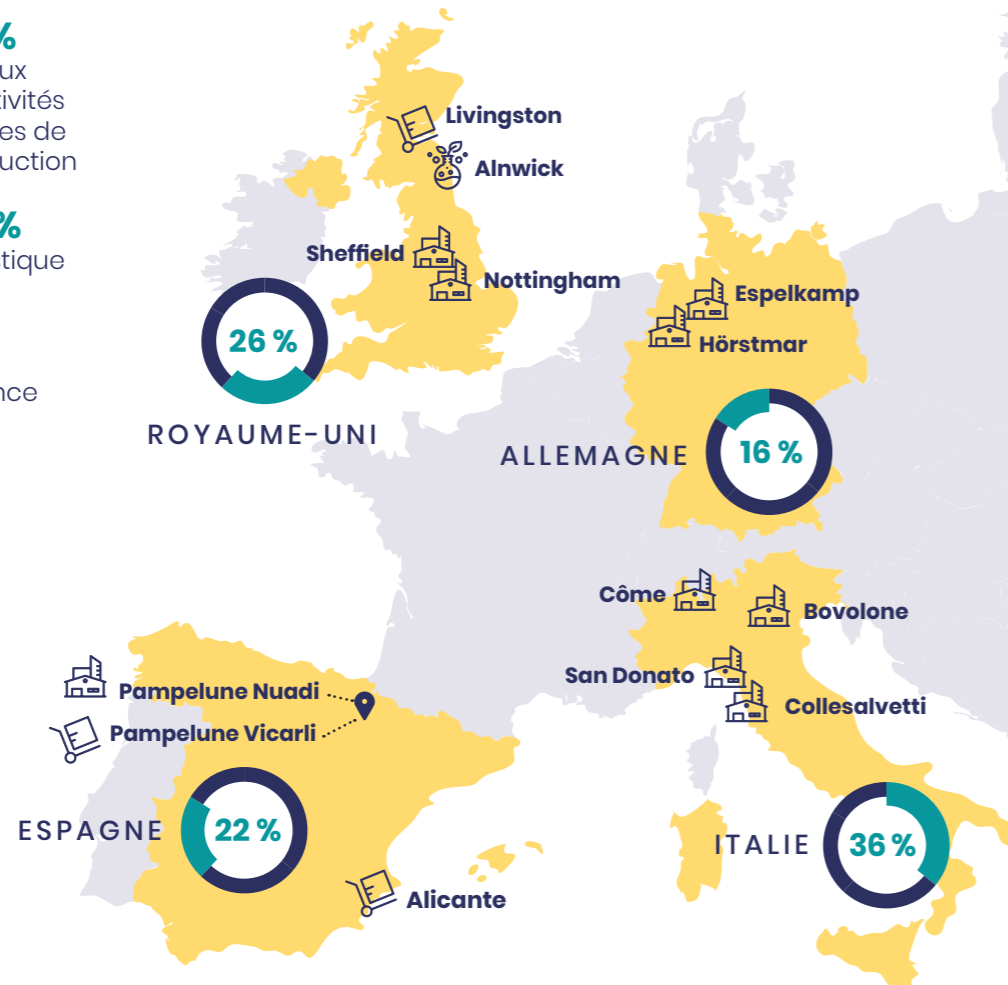 %
ux
tivités
es de
uction
%
tique
nce
Livingston
Alnwick
Sheffield
Nottingham
26 %
ROYAUME-UNI
Espelkamp
Hörstmar
ALLEMAGNE
16 %
Côme
Bovolone
San Donato
Collesalvetti
Pampelune Nuadi
Pampelune Vicarli
ESPAGNE
22 %
ITALIE
36 %
Alicante